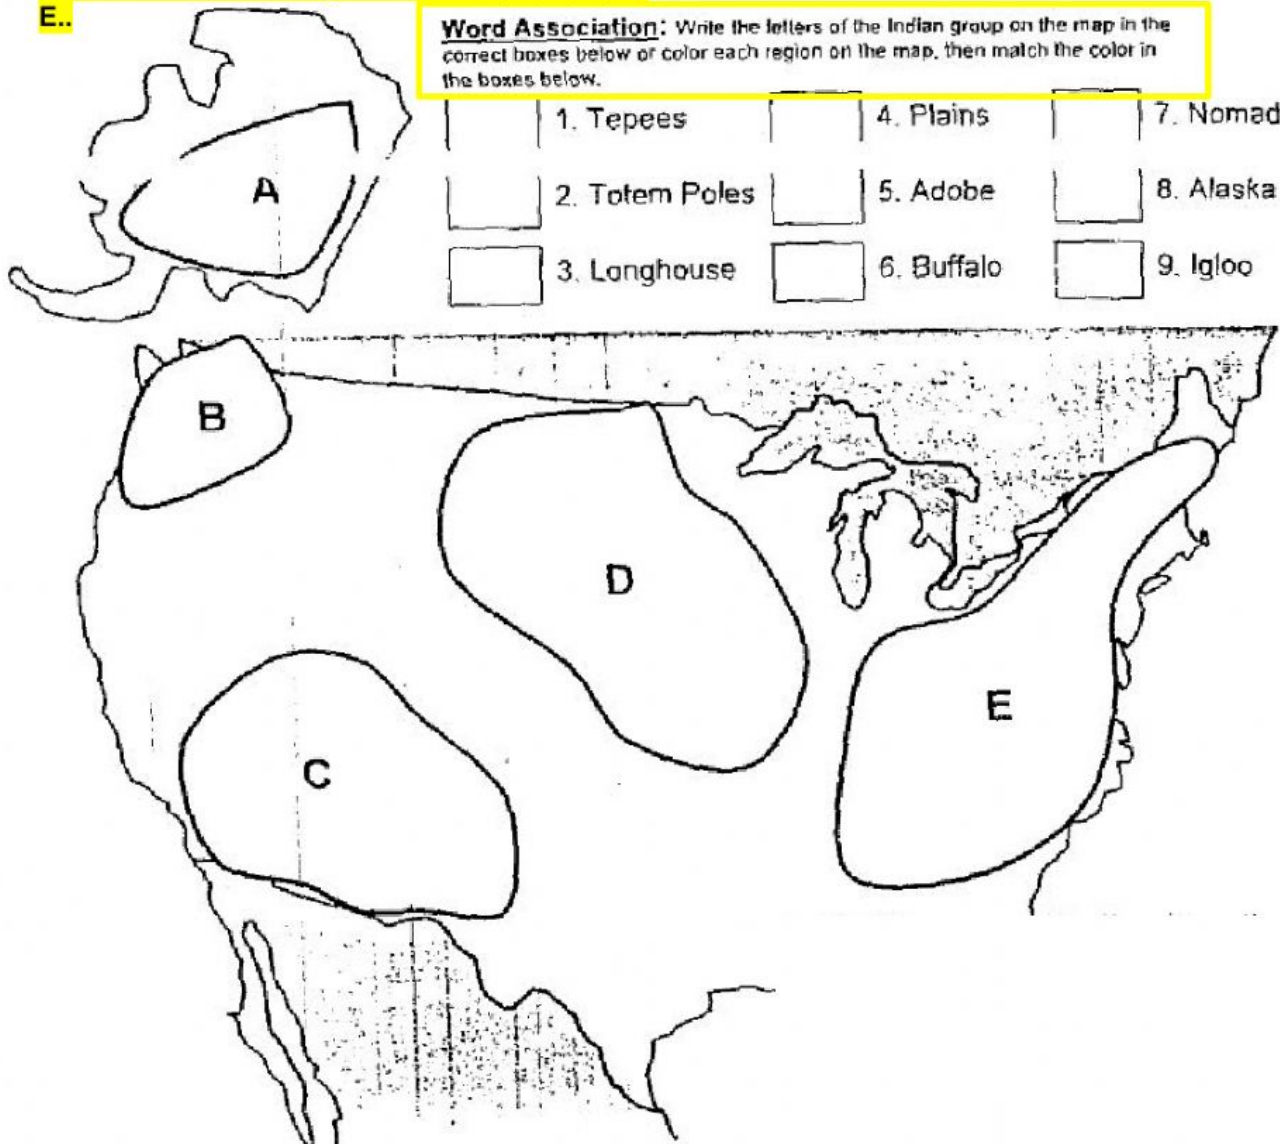 E..
Word Association: Write the letters of the Indian group on the map in the
correct boxes below or color each region on the map, then match the color in
the boxes below.
1. Tepees
2. Totem Poles
3. Longhouse
4. Plains
5. Adobe
6. Buffalo
7. Nomad
8. Alaska
9. Igloo
A
B
C
D
E